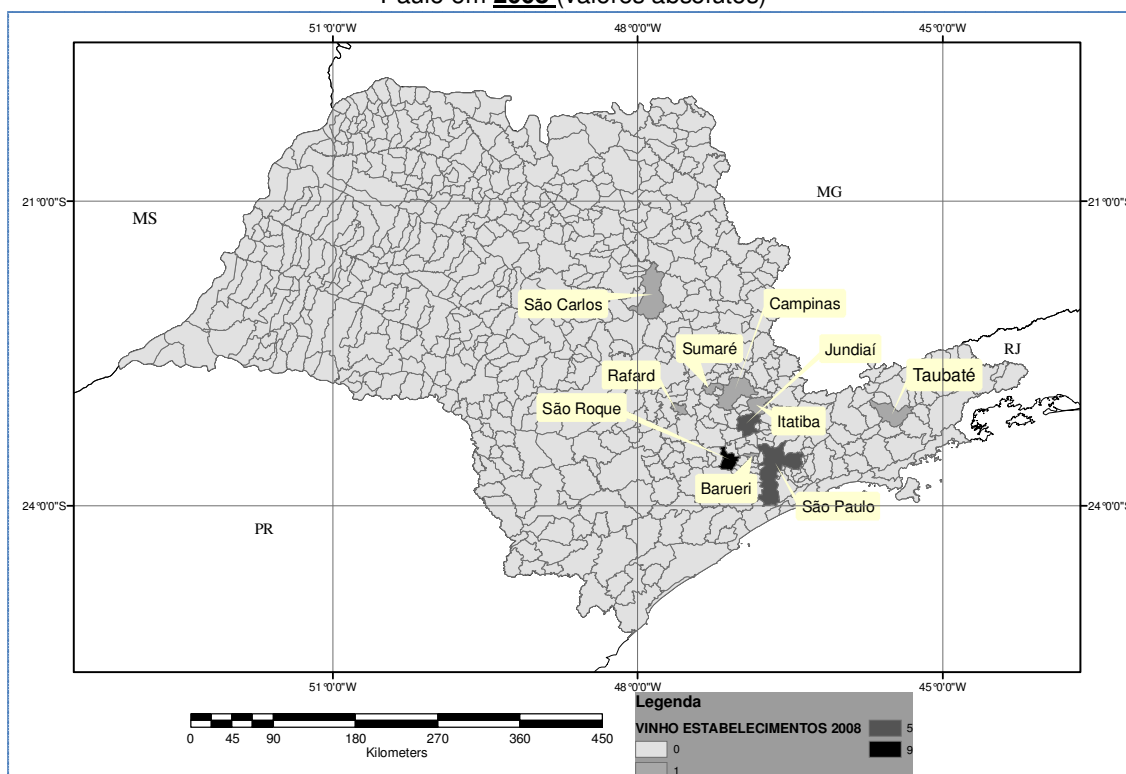 Paulo em 2008 (valores absolutos)
51°0'0"W 48°0'0"W 45°0'0"W
21°0'0"S MS MG 21°0'0"S
São Carlos
Campinas
Sumaré
Jundiaí
RJ
Rafard
Taubaté
São Roque
Itatiba
Barueri
São Paulo
24°0'0"S PR 24°0'0"S
51°0'0"W 48°0'0"W 45°0'0"W
0 45 90 180 270 360 450
Kilometers
Legenda
VINHO ESTABELECIMENTOS 2008
0
1
5
9